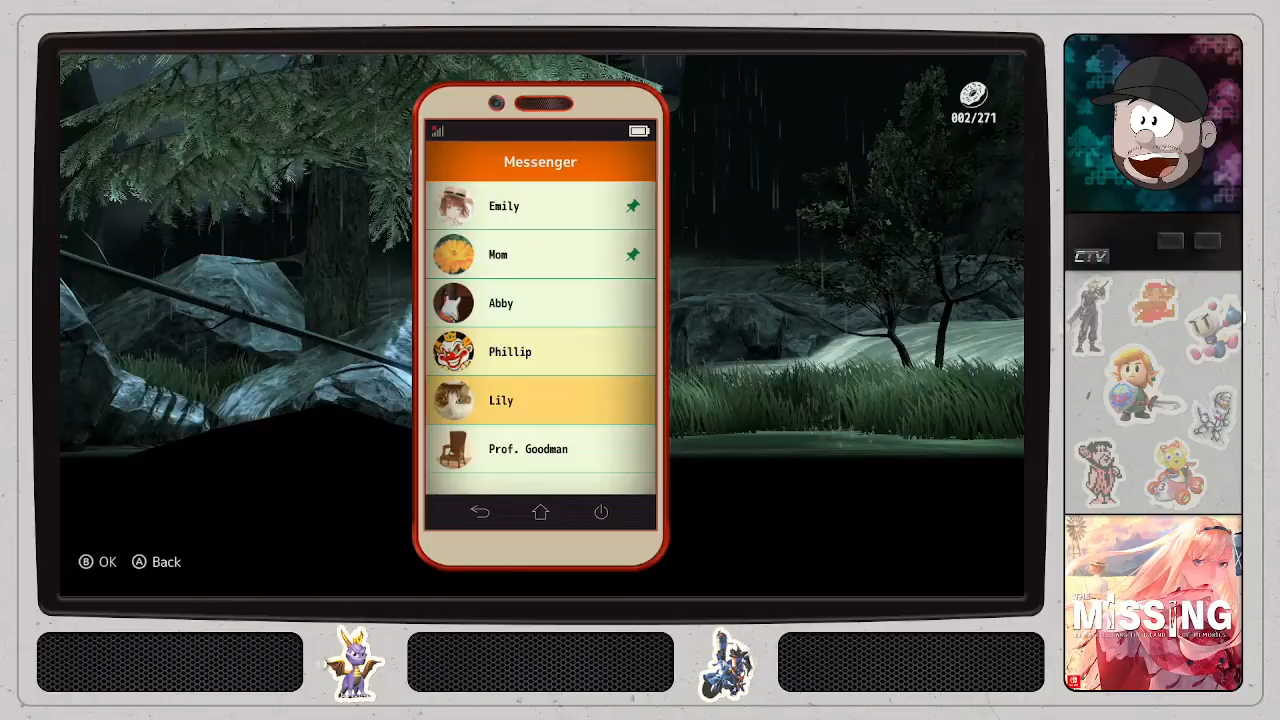 Messenger
Emily
Mom
Abby
Phillip
Lily
Prof. Goodman
002/271
B OK A Back
CTV
THE
MISSING